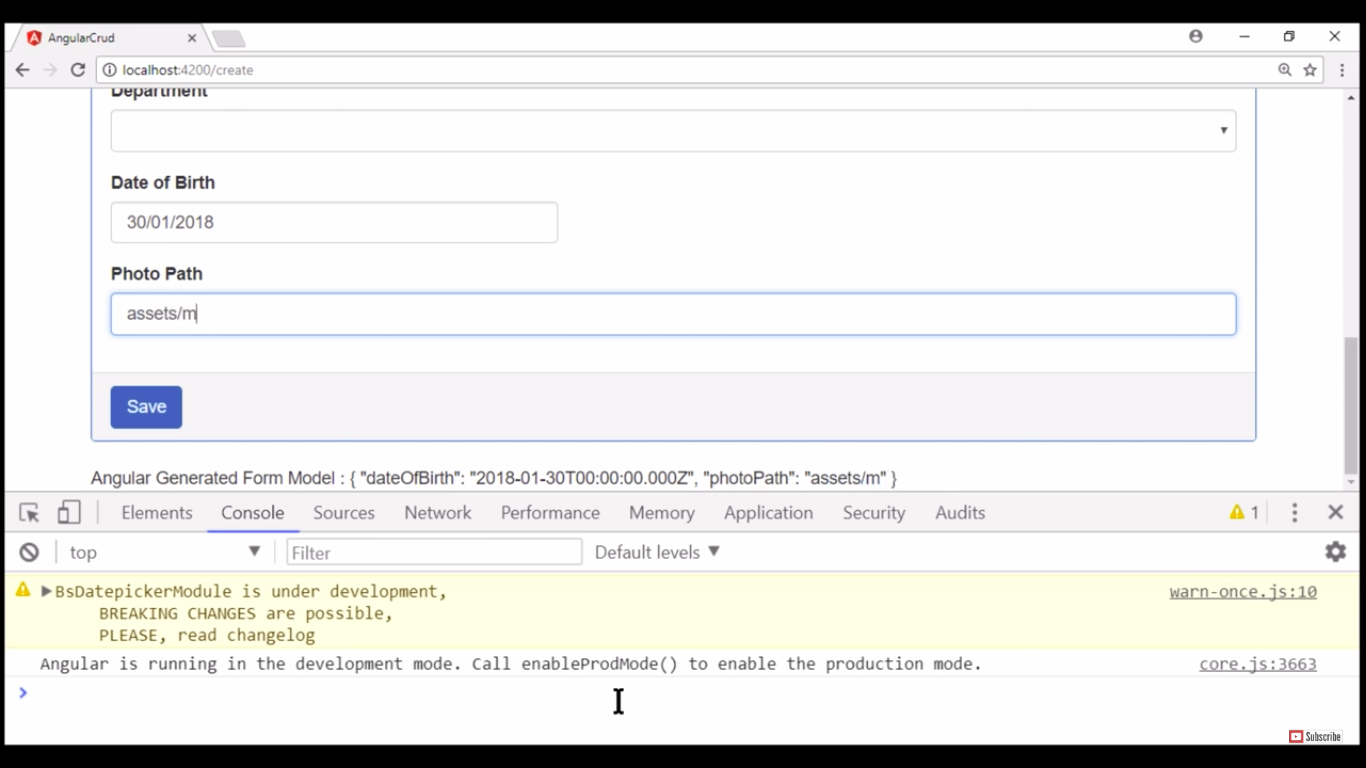 AngularCrud
localhost:4200/create
Department
Date of Birth
30/01/2018
Photo Path
assets/m
Save
Angular Generated Form Model : { "dateOfBirth": "2018-01-30T00:00:00.000Z", "photoPath": "assets/m" }
Elements Console Sources Network Performance Memory Application Security Audits 1
top Filter Default levels
BsDatepickerModule is under development, warn-once.js:10
BREAKING CHANGES are possible,
PLEASE, read changelog
Angular is running in the development mode. Call enableProdMode() to enable the production mode. core.js:3663
Subscribe